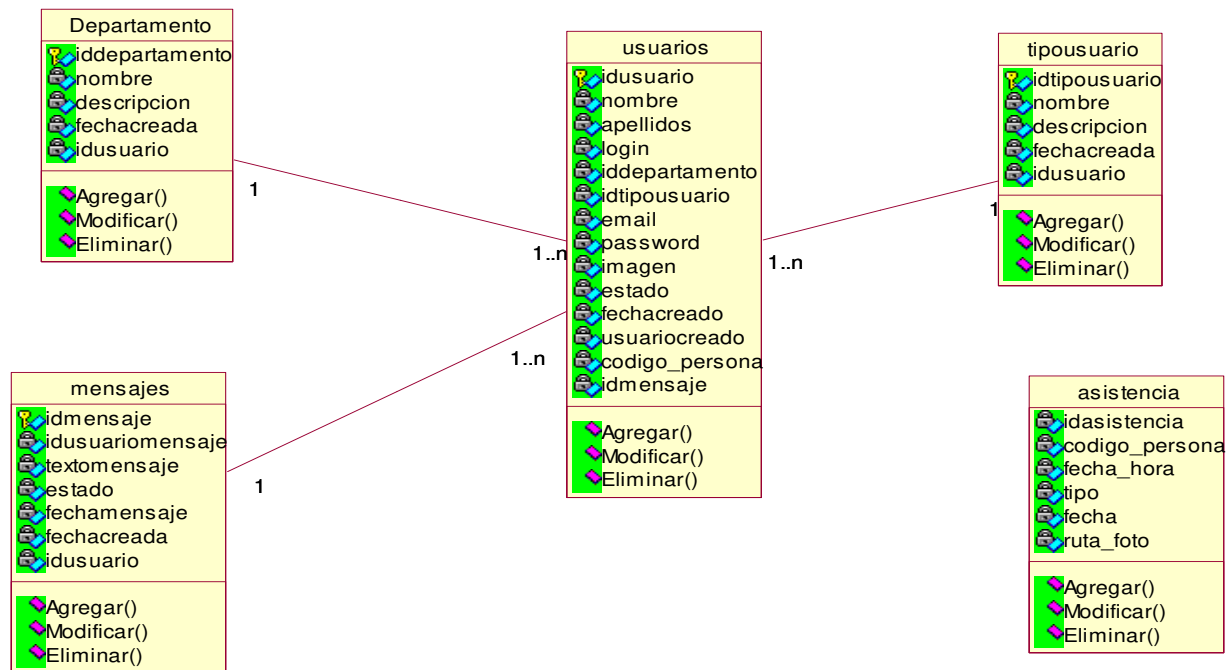 Departamento
iddepartamento
nombre
descripcion
fechacreada
idusuario
Agregar()
Modificar()
Eliminar()
1
1..n
usuarios
idusuario
nombre
apellidos
login
iddepartamento
idtipousuario
email
password
imagen
estado
fechacreado
usuariocreado
codigo_persona
idmensaje
Agregar()
Modificar()
Eliminar()
1..n
1
tipousuario
idtipousuario
nombre
descripcion
fechacreada
idusuario
Agregar()
Modificar()
Eliminar()
1..n
1
mensajes
idmensaje
idusuariomensaje
textomensaje
estado
fechamensaje
fechacreada
idusuario
Agregar()
Modificar()
Eliminar()
asistencia
idasistencia
codigo_persona
fecha_hora
tipo
fecha
ruta_foto
Agregar()
Modificar()
Eliminar()